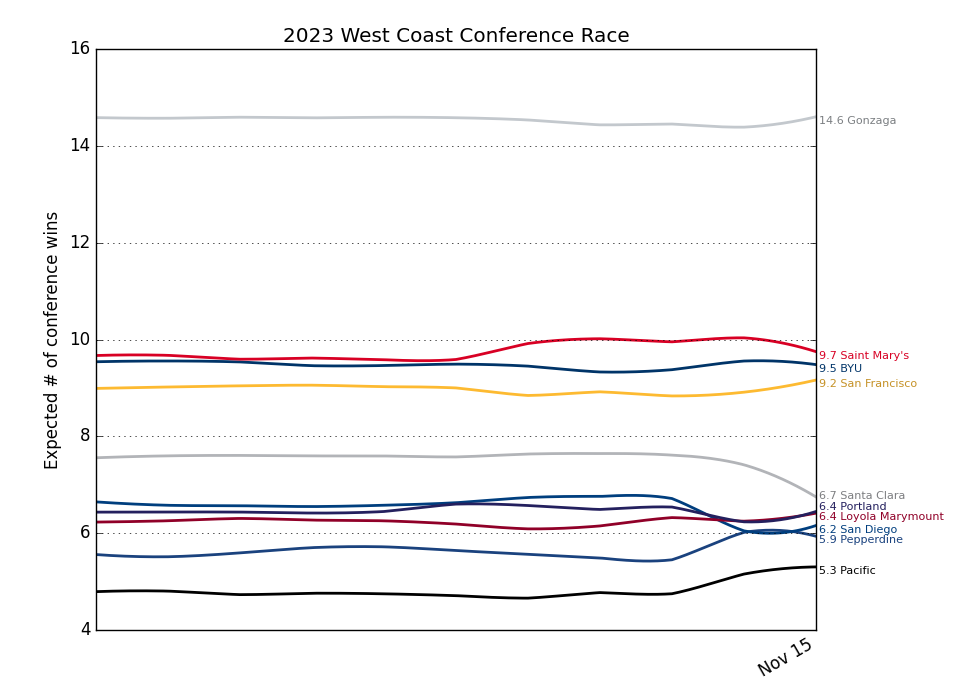 2023 West Coast Conference Race
Expected # of conference wins
16
14
12
10
8
6
4
14.6 Gonzaga
9.7 Saint Mary's
9.5 BYU
9.2 San Francisco
6.7 Santa Clara
6.4 Portland
6.4 Loyola Marymount
6.2 San Diego
5.9 Pepperdine
5.3 Pacific
Nov 15